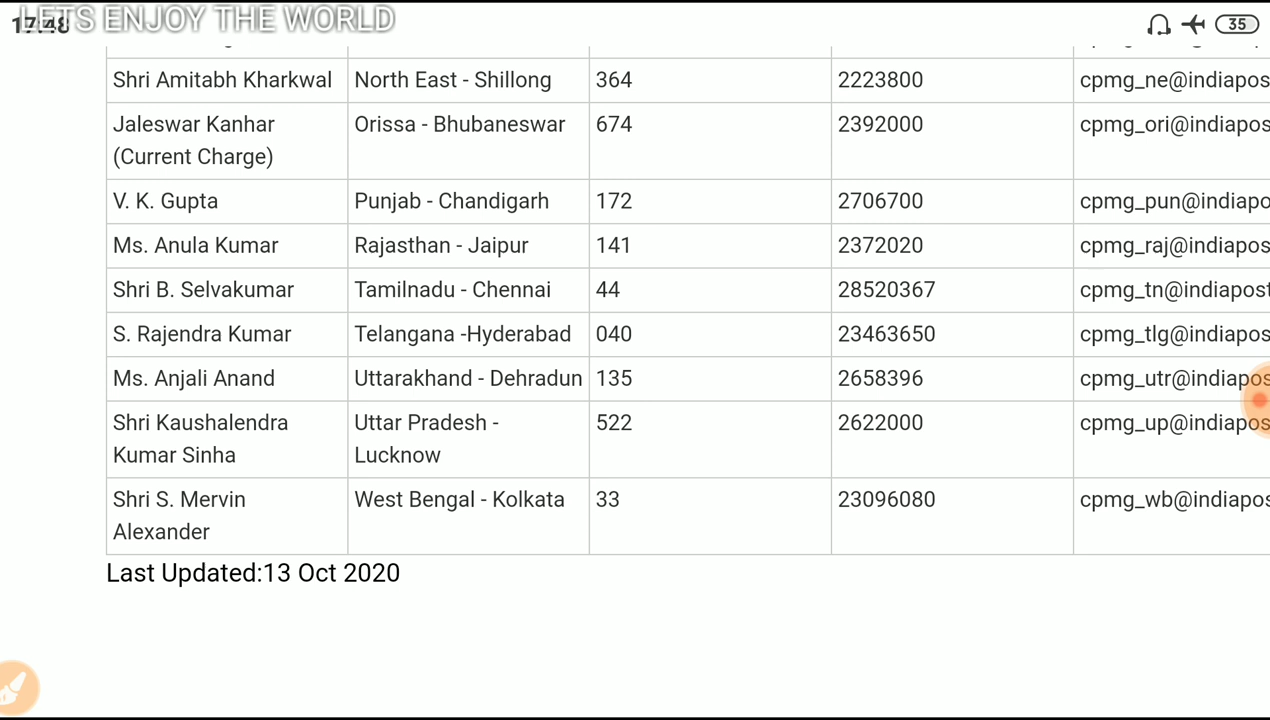 17:48 LETS ENJOY THE WORLD 35
Shri Amitabh Kharkwal North East - Shillong 364 2223800 cpmg_ne@indiapos
Jaleswar Kanhar Orissa - Bhubaneswar 674 2392000 cpmg_ori@indiapos
(Current Charge)
V. K. Gupta Punjab - Chandigarh 172 2706700 cpmg_pun@indiapo
Ms. Anula Kumar Rajasthan - Jaipur 141 2372020 cpmg_raj@indiapos
Shri B. Selvakumar Tamilnadu - Chennai 44 28520367 cpmg_tn@indiapost
S. Rajendra Kumar Telangana -Hyderabad 040 23463650 cpmg_tlg@indiapos
Ms. Anjali Anand Uttarakhand - Dehradun 135 2658396 cpmg_utr@indiapos
Shri Kaushalendra Uttar Pradesh - 522 2622000 cpmg_up@indiapos
Kumar Sinha Lucknow
Shri S. Mervin West Bengal - Kolkata 33 23096080 cpmg_wb@indiapos
Alexander
Last Updated:13 Oct 2020